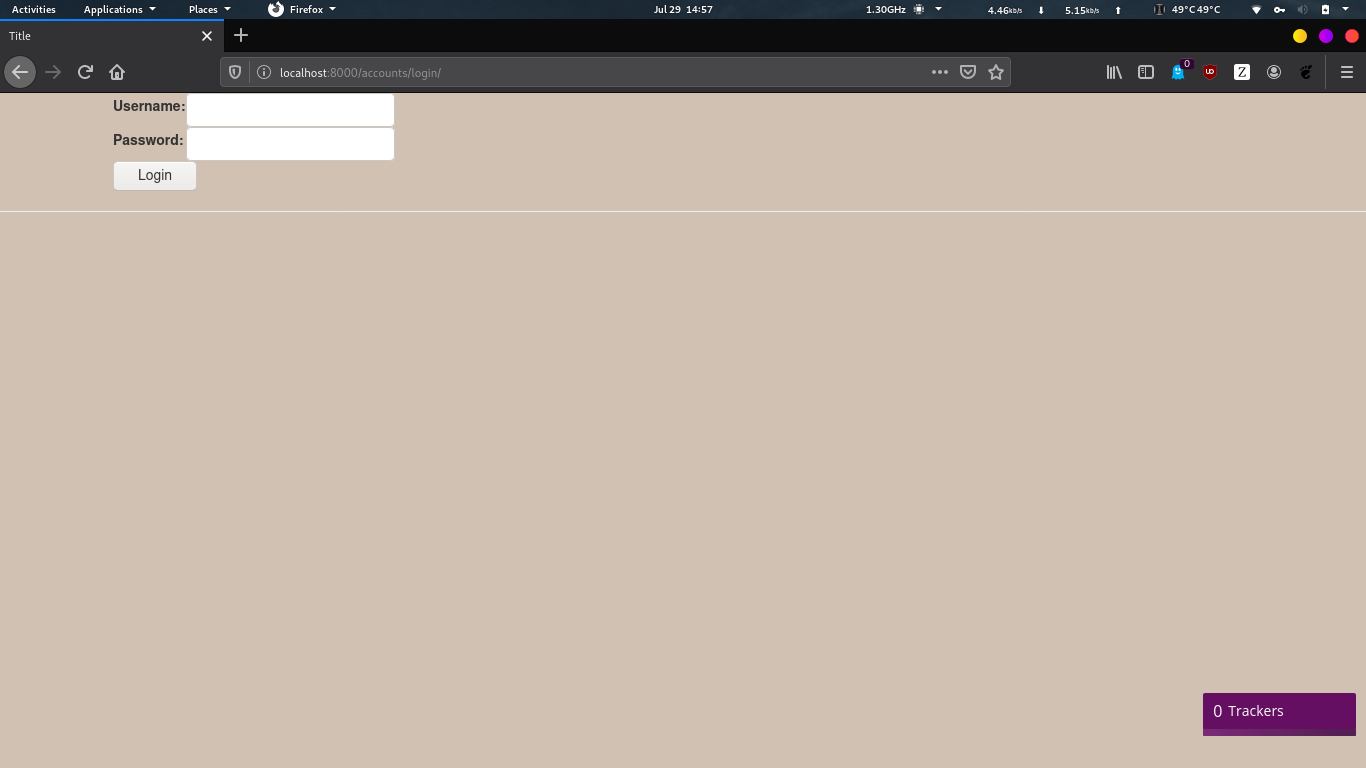 Activities Applications Places Firefox Jul 29 14:57 1.30GHz 4.46kb/s 5.15kb/s 49°C 49°C
Title
localhost:8000/accounts/login/ 0 UD Z
Username:
Password:
Login
0 Trackers